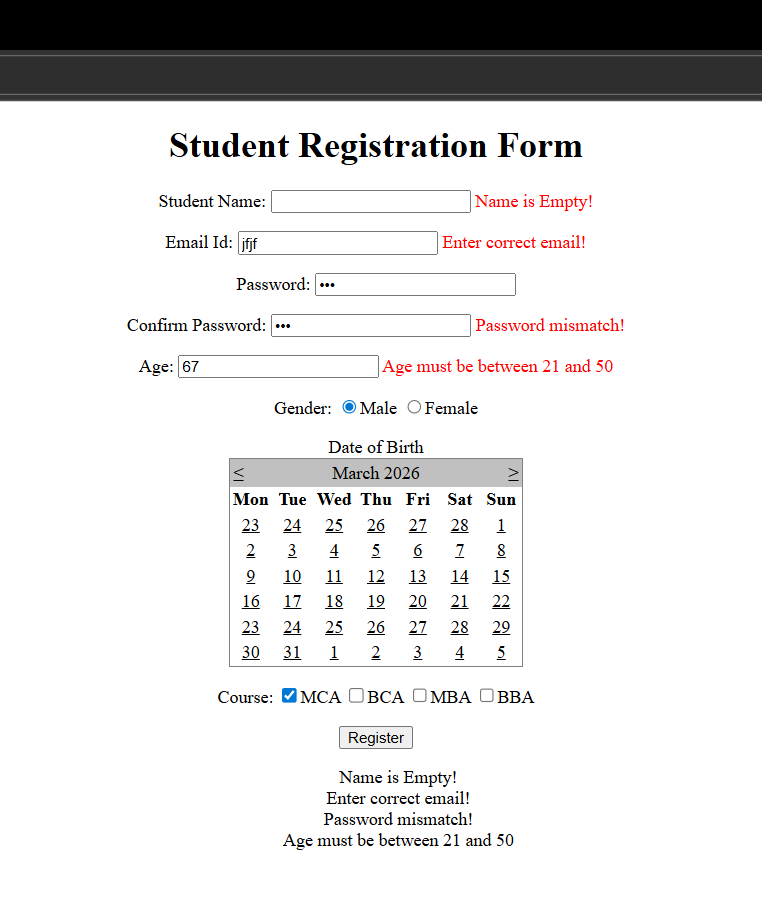 Student Registration Form
Student Name: Name is Empty!
Email Id: jfjf Enter correct email!
Password: •••
Confirm Password: ••• Password mismatch!
Age: 67 Age must be between 21 and 50
Gender: Male Female
Date of Birth
< March 2026 >
Mon Tue Wed Thu Fri Sat Sun
23 24 25 26 27 28 1
2 3 4 5 6 7 8
9 10 11 12 13 14 15
16 17 18 19 20 21 22
23 24 25 26 27 28 29
30 31 1 2 3 4 5
Course: MCA BCA MBA BBA
Register
Name is Empty!
Enter correct email!
Password mismatch!
Age must be between 21 and 50